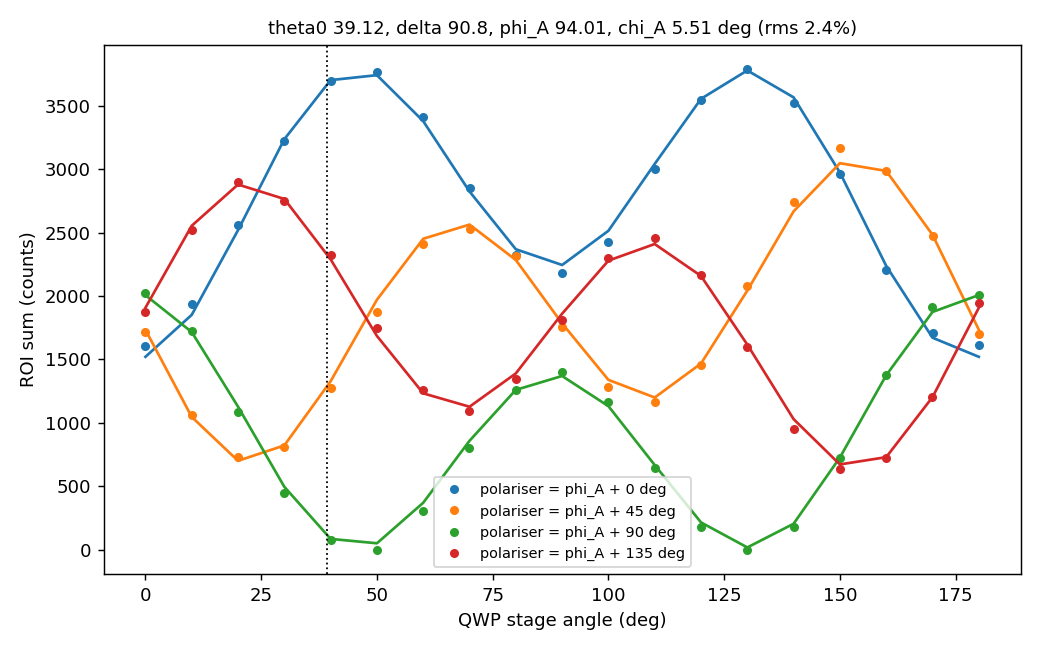 theta0 39.12, delta 90.8, phi_A 94.01, chi_A 5.51 deg (rms 2.4%)
ROI sum (counts)
3500
3000
2500
2000
1500
1000
500
0
polariser = phi_A + 0 deg
polariser = phi_A + 45 deg
polariser = phi_A + 90 deg
polariser = phi_A + 135 deg
0 25 50 75 100 125 150 175
QWP stage angle (deg)